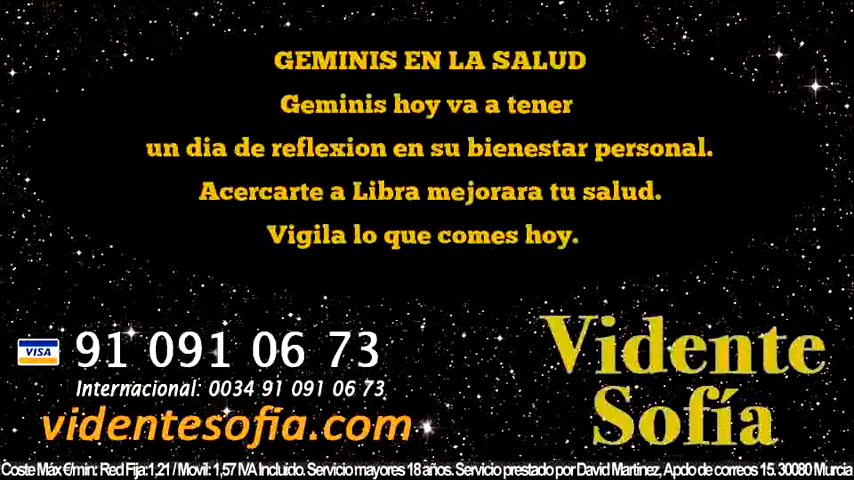 GEMINIS EN LA SALUD
Geminis hoy va a tener
un dia de reflexion en su bienestar personal.
Acercarte a Libra mejorara tu salud.
Vigila lo que comes hoy.
VISA 91 091 06 73
Internacional: 0034 91 091 06 73
videntesofia.com
Vidente
Sofía
Coste Máx €/min: Red Fija:1,21 / Movil: 1,57 IVA Incluido. Servicio mayores 18 años. Servicio prestado por David Martinez, Apdo de correos 15. 30080 Murcia